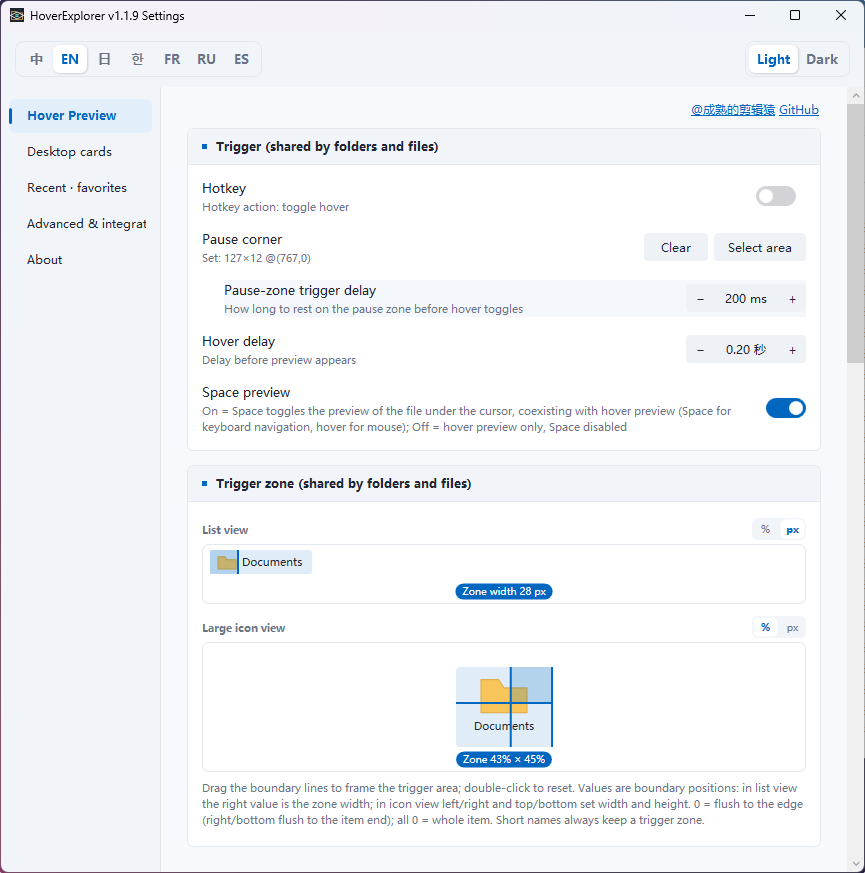 HoverExplorer v1.1.9 Settings
中 EN 日 한 FR RU ES
Light Dark
Hover Preview
Desktop cards
Recent · favorites
Advanced & integrat
About
@成熟的剪辑猿 GitHub
Trigger (shared by folders and files)
Hotkey
Hotkey action: toggle hover
Pause corner
Set: 127×12 @(767,0)
Clear
Select area
Pause-zone trigger delay
How long to rest on the pause zone before hover toggles
− 200 ms +
Hover delay
Delay before preview appears
− 0.20 秒 +
Space preview
On = Space toggles the preview of the file under the cursor, coexisting with hover preview (Space for
keyboard navigation, hover for mouse); Off = hover preview only, Space disabled
Trigger zone (shared by folders and files)
List view
% px
Documents
Zone width 28 px
Large icon view
% px
Documents
Zone 43% × 45%
Drag the boundary lines to frame the trigger area; double-click to reset. Values are boundary positions: in list view
the right value is the zone width; in icon view left/right and top/bottom set width and height. 0 = flush to the edge
(right/bottom flush to the item end); all 0 = whole item. Short names always keep a trigger zone.